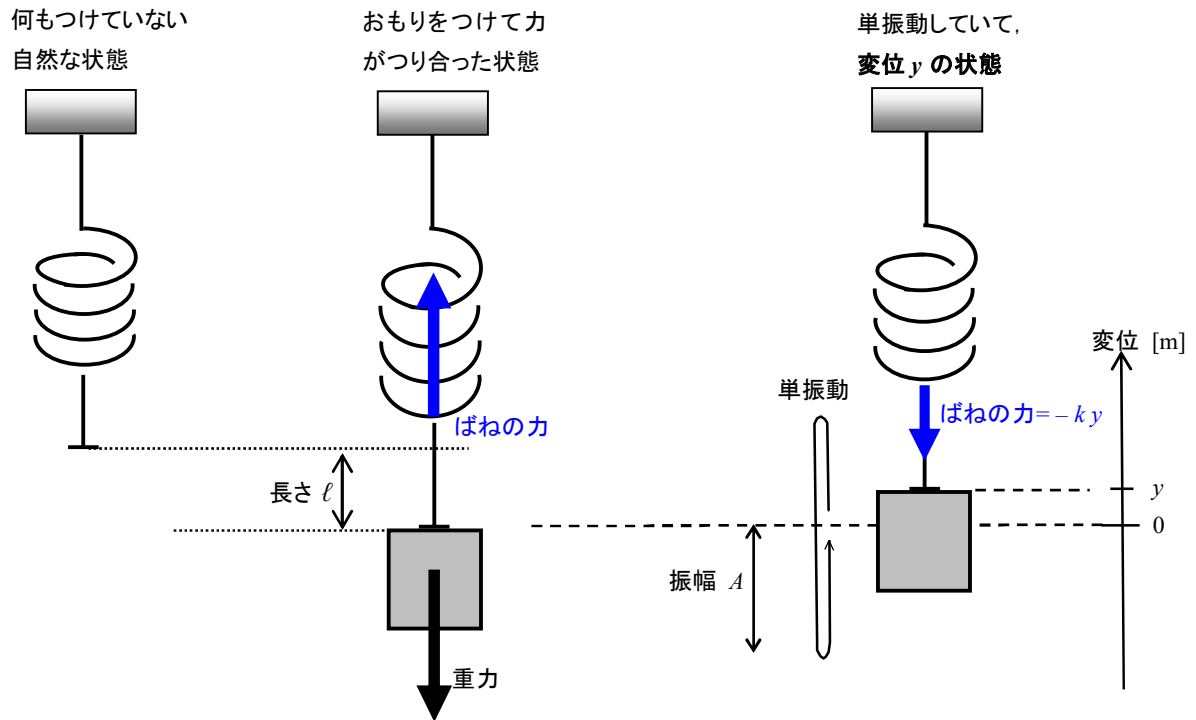 何もつけていない
自然な状態
おもりをつけて力
がつり合った状態
単振動していて,
変位 y の状態
変位 [m]
単振動
ばねの力
ばねの力=－k y
長さ ℓ
y
0
振幅 A
重力